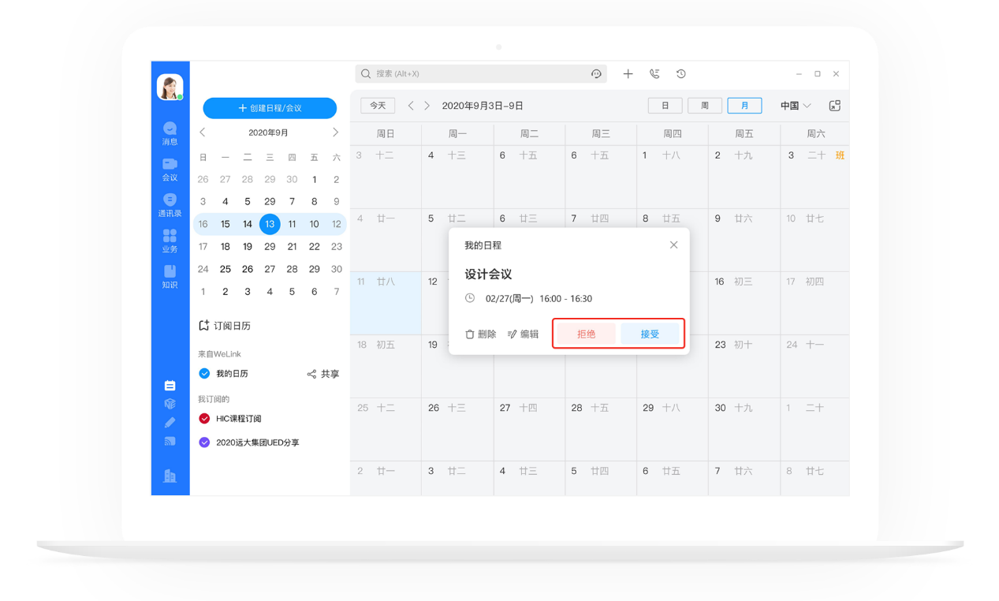 搜索 (Alt+X)
消息
会议
通讯录
业务
知识
创建日程/会议
2020年9月
日 一 二 三 四 五 六
26 27 28 29 30 1 2
3 4 5 29 7 8 9
16 15 14 13 11 10 12
17 18 19 29 21 22 23
24 25 26 27 28 29 30
1 2 3 4 5 6 7
订阅日历
来自WeLink
我的日历 共享
我订阅的
HIC课程订阅
2020远大集团UED分享
今天 2020年9月3日-9日 日 周 月 中国
周日 周一 周二 周三 周四 周五 周六
3 十二 4 十三 6 十五 6 十五 1 十八 2 十九 3 二十 班
4 廿一 5 廿二 6 廿三 7 廿四 8 廿五 9 廿六 10 廿七
11 廿八 12 16 初三 17 初四
18 初五 19 23 初十 24 十一
25 十二 26 十三 27 十四 28 十五 29 十八 30 十九 1 二十
2 廿一 3 廿二 4 廿三 5 廿四 6 廿五 7 廿六 8 廿七
我的日程
设计会议
02/27(周一) 16:00 - 16:30
删除 编辑 拒绝 接受